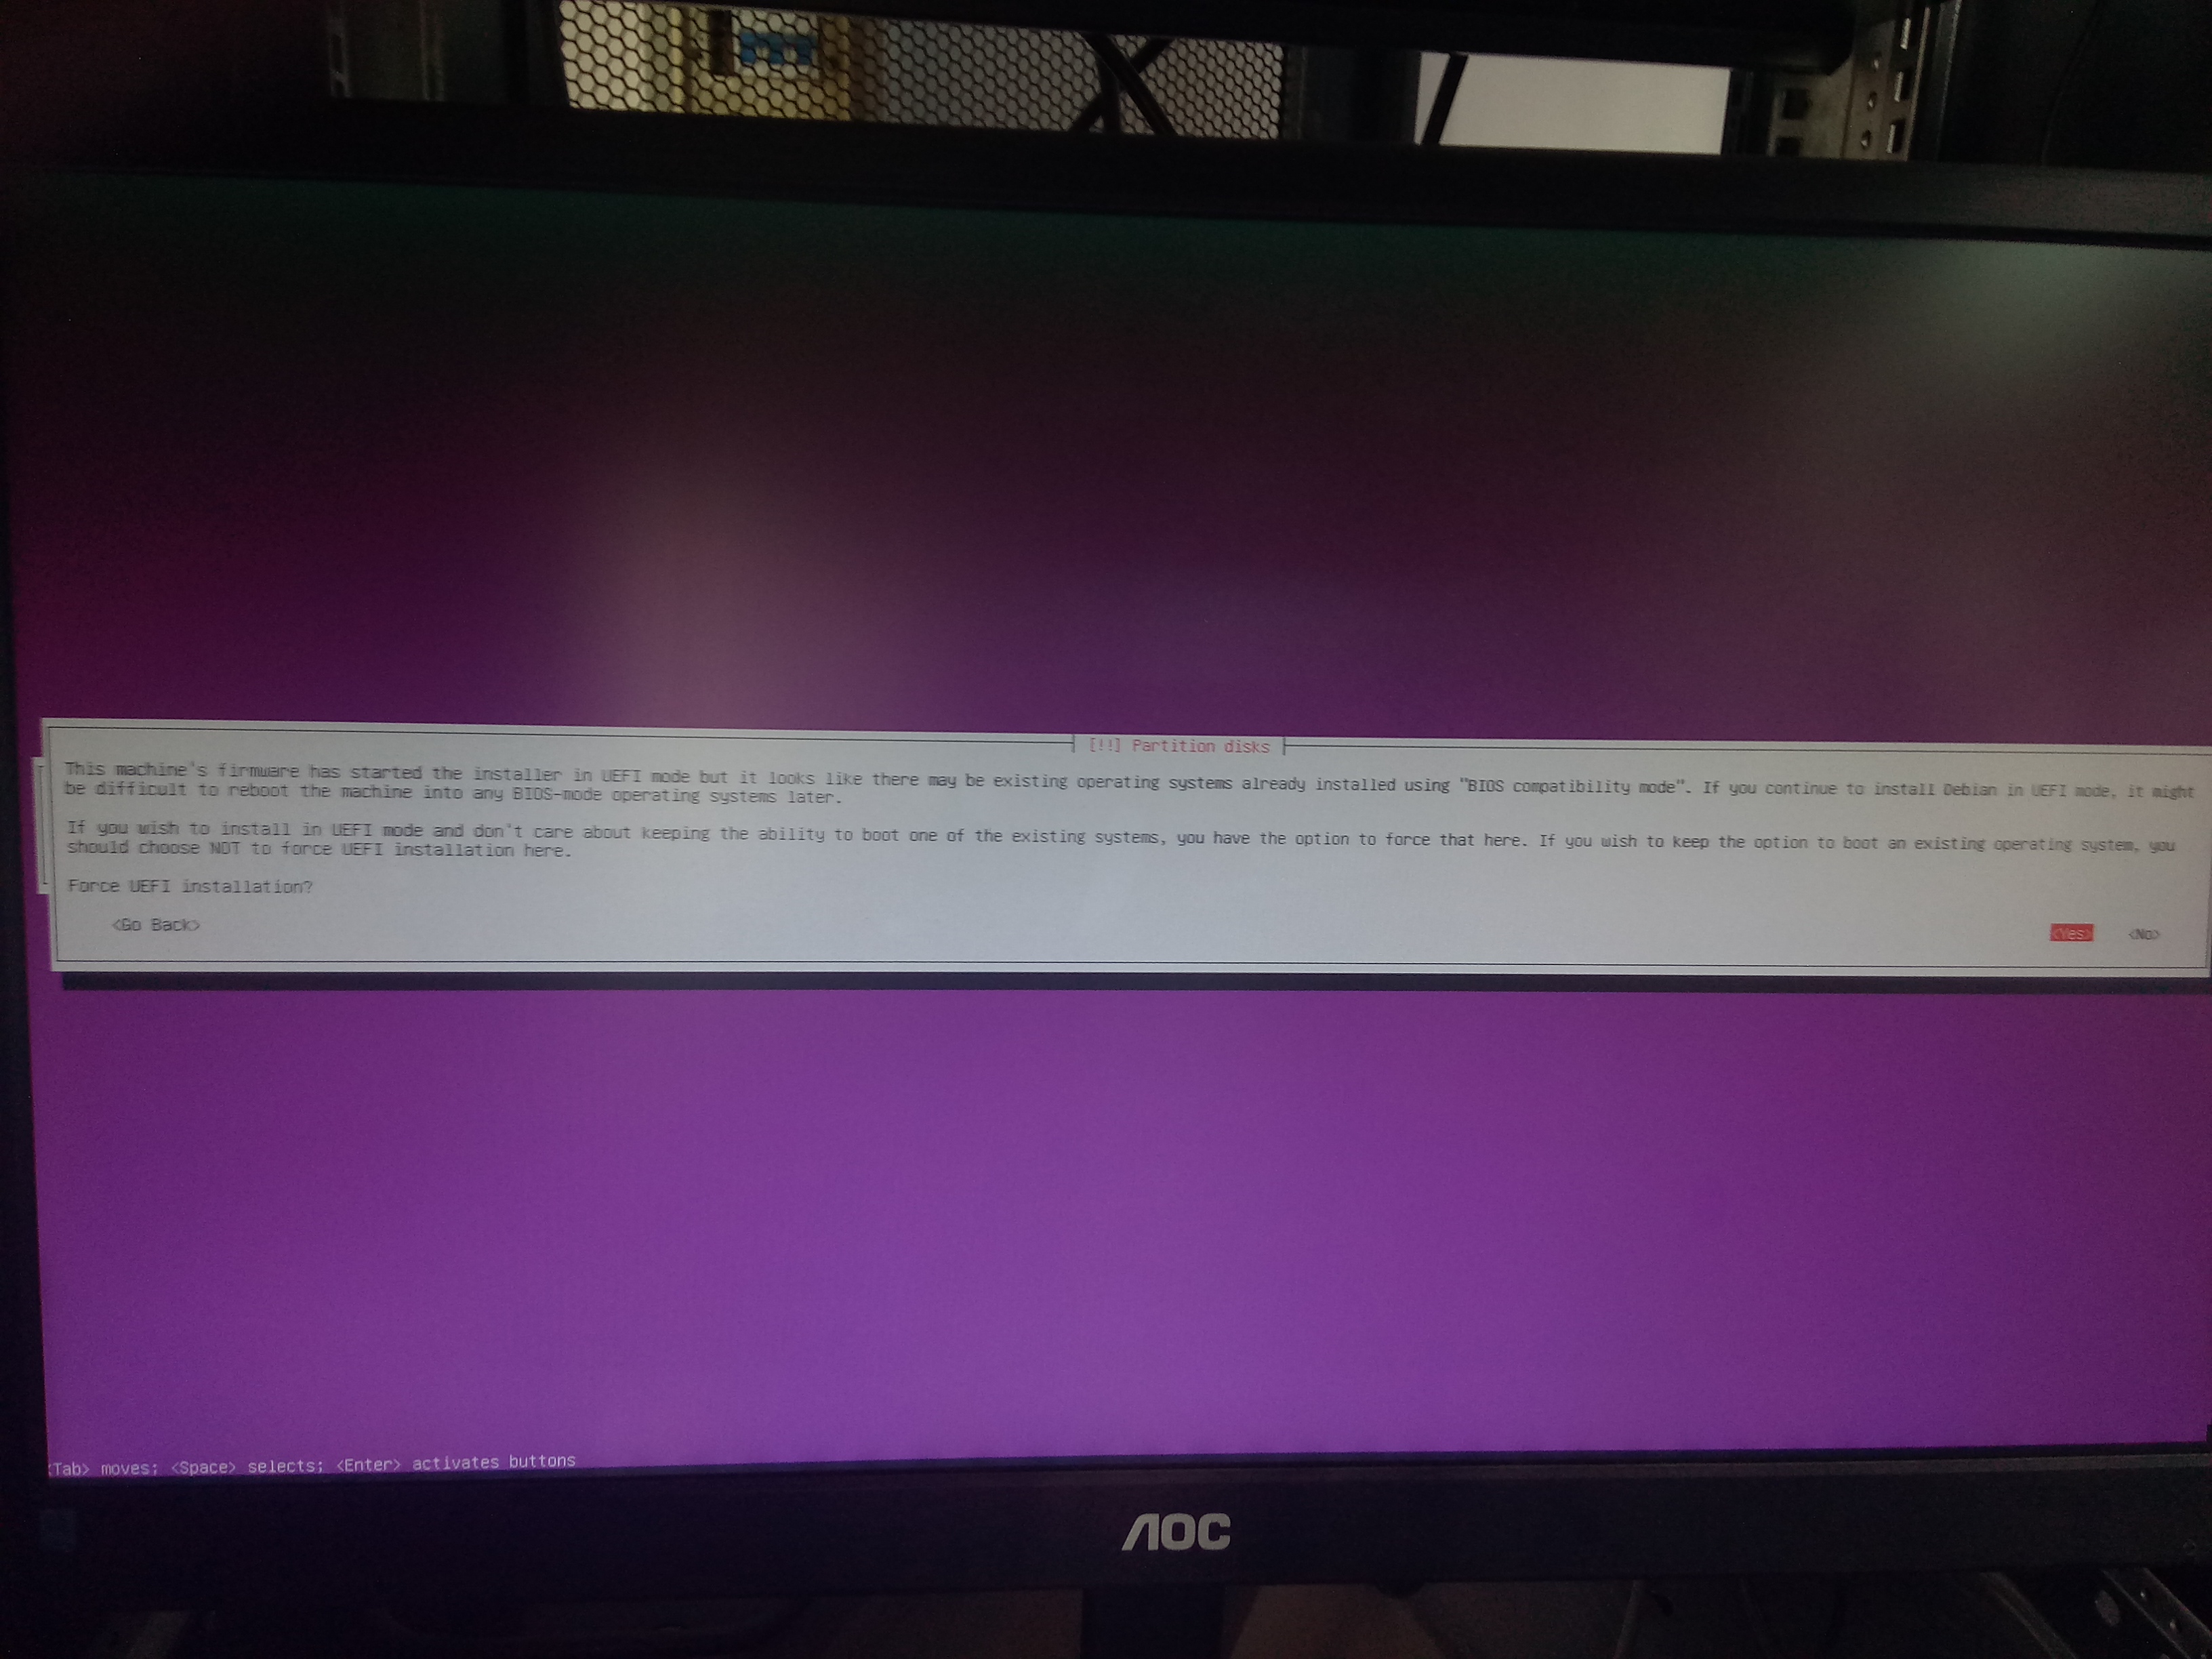 [!!] Partition disks
This machine's firmware has started the installer in UEFI mode but it looks like there may be existing operating systems already installed using "BIOS compatibility mode". If you continue to install Debian in UEFI mode, it might
be difficult to reboot the machine into any BIOS-mode operating systems later.
If you wish to install in UEFI mode and don't care about keeping the ability to boot one of the existing systems, you have the option to force that here. If you wish to keep the option to boot an existing operating system, you
should choose NOT to force UEFI installation here.
Force UEFI installation?
<Go Back> <Yes> <No>
<Tab> moves; <Space> selects; <Enter> activates buttons
AOC